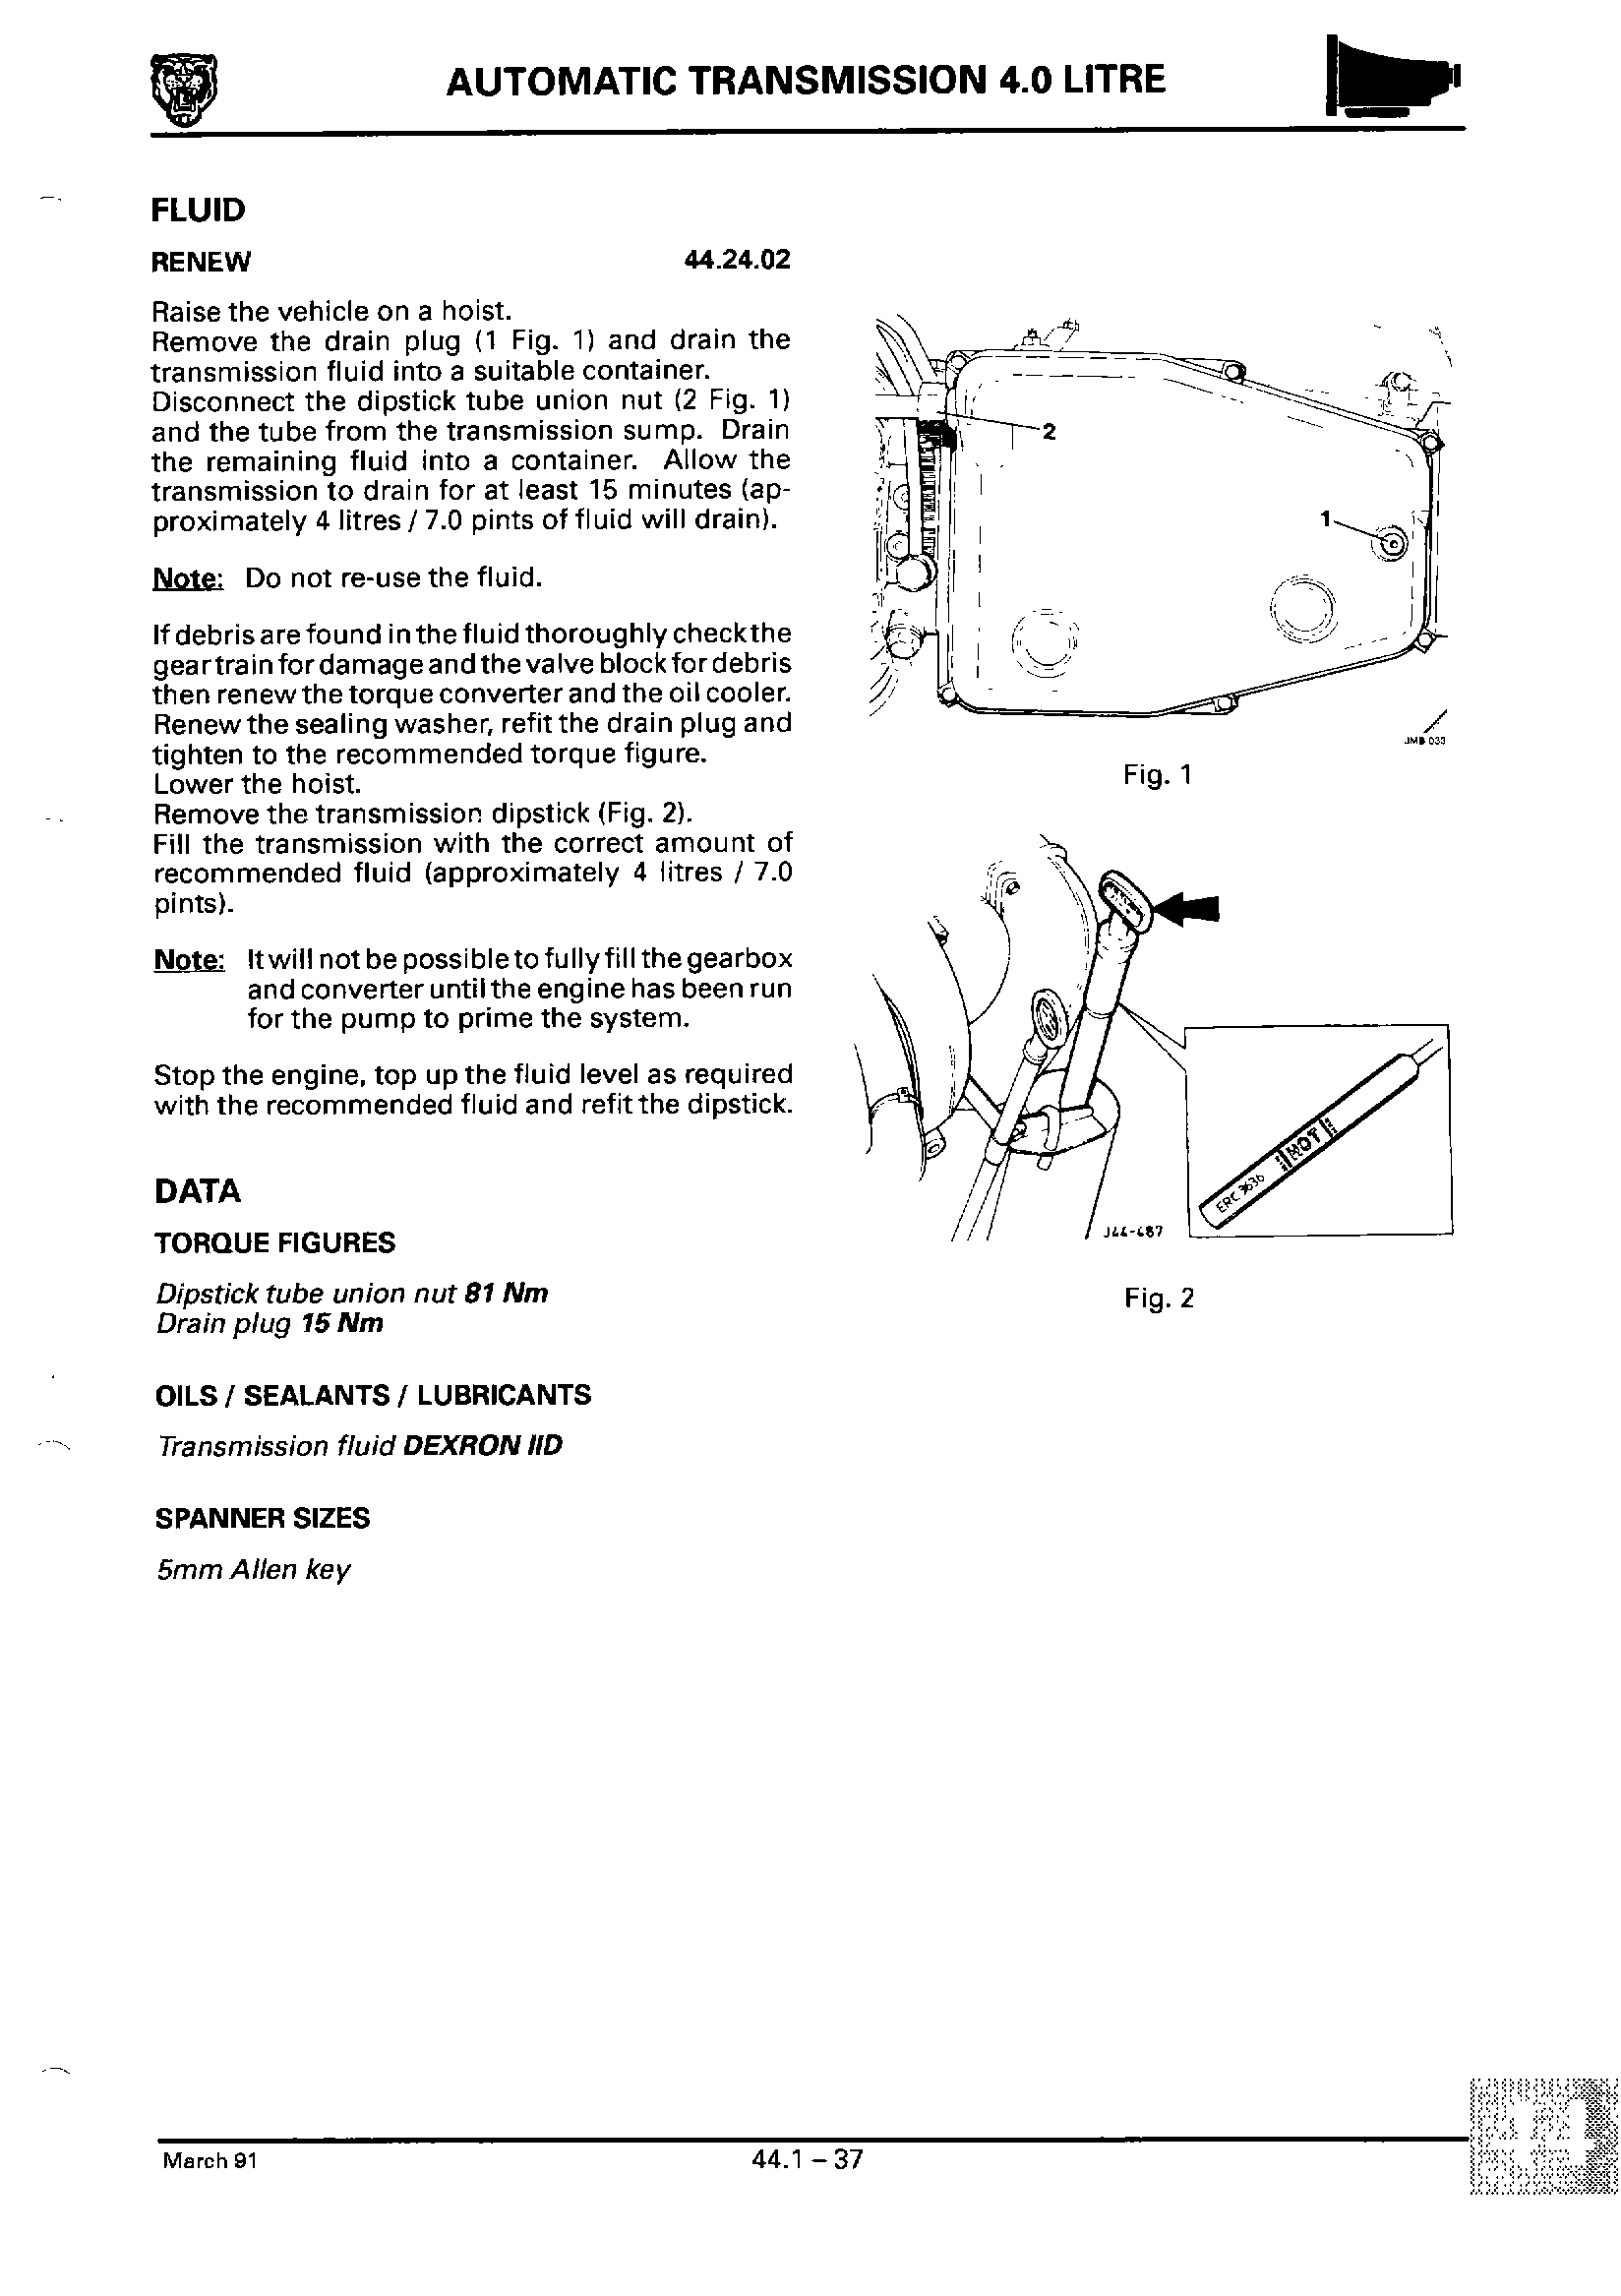 AUTOMATIC TRANSMISSION 4.0 LITRE
FLUID
RENEW 44.24.02
Raise the vehicle on a hoist.
Remove the drain plug (1 Fig. 1) and drain the
transmission fluid into a suitable container.
Disconnect the dipstick tube union nut (2 Fig. 1)
and the tube from the transmission sump. Drain
the remaining fluid into a container. Allow the
transmission to drain for at least 15 minutes (ap-
proximately 4 litres / 7.0 pints of fluid will drain).
Note: Do not re-use the fluid.
If debris are found in the fluid thoroughly check the
gear train for damage and the valve block for debris
then renew the torque converter and the oil cooler.
Renew the sealing washer, refit the drain plug and
tighten to the recommended torque figure.
Lower the hoist.
Remove the transmission dipstick (Fig. 2).
Fill the transmission with the correct amount of
recommended fluid (approximately 4 litres / 7.0
pints).
Note: It will not be possible to fully fill the gearbox
and converter until the engine has been run
for the pump to prime the system.
Stop the engine, top up the fluid level as required
with the recommended fluid and refit the dipstick.
DATA
TORQUE FIGURES
Dipstick tube union nut 81 Nm
Drain plug 15 Nm
OILS / SEALANTS / LUBRICANTS
Transmission fluid DEXRON IID
SPANNER SIZES
5mm Allen key
2
1
JMB 033
Fig. 1
ERC 3636 HOT
J44-487
Fig. 2
March 91
44.1 – 37
44